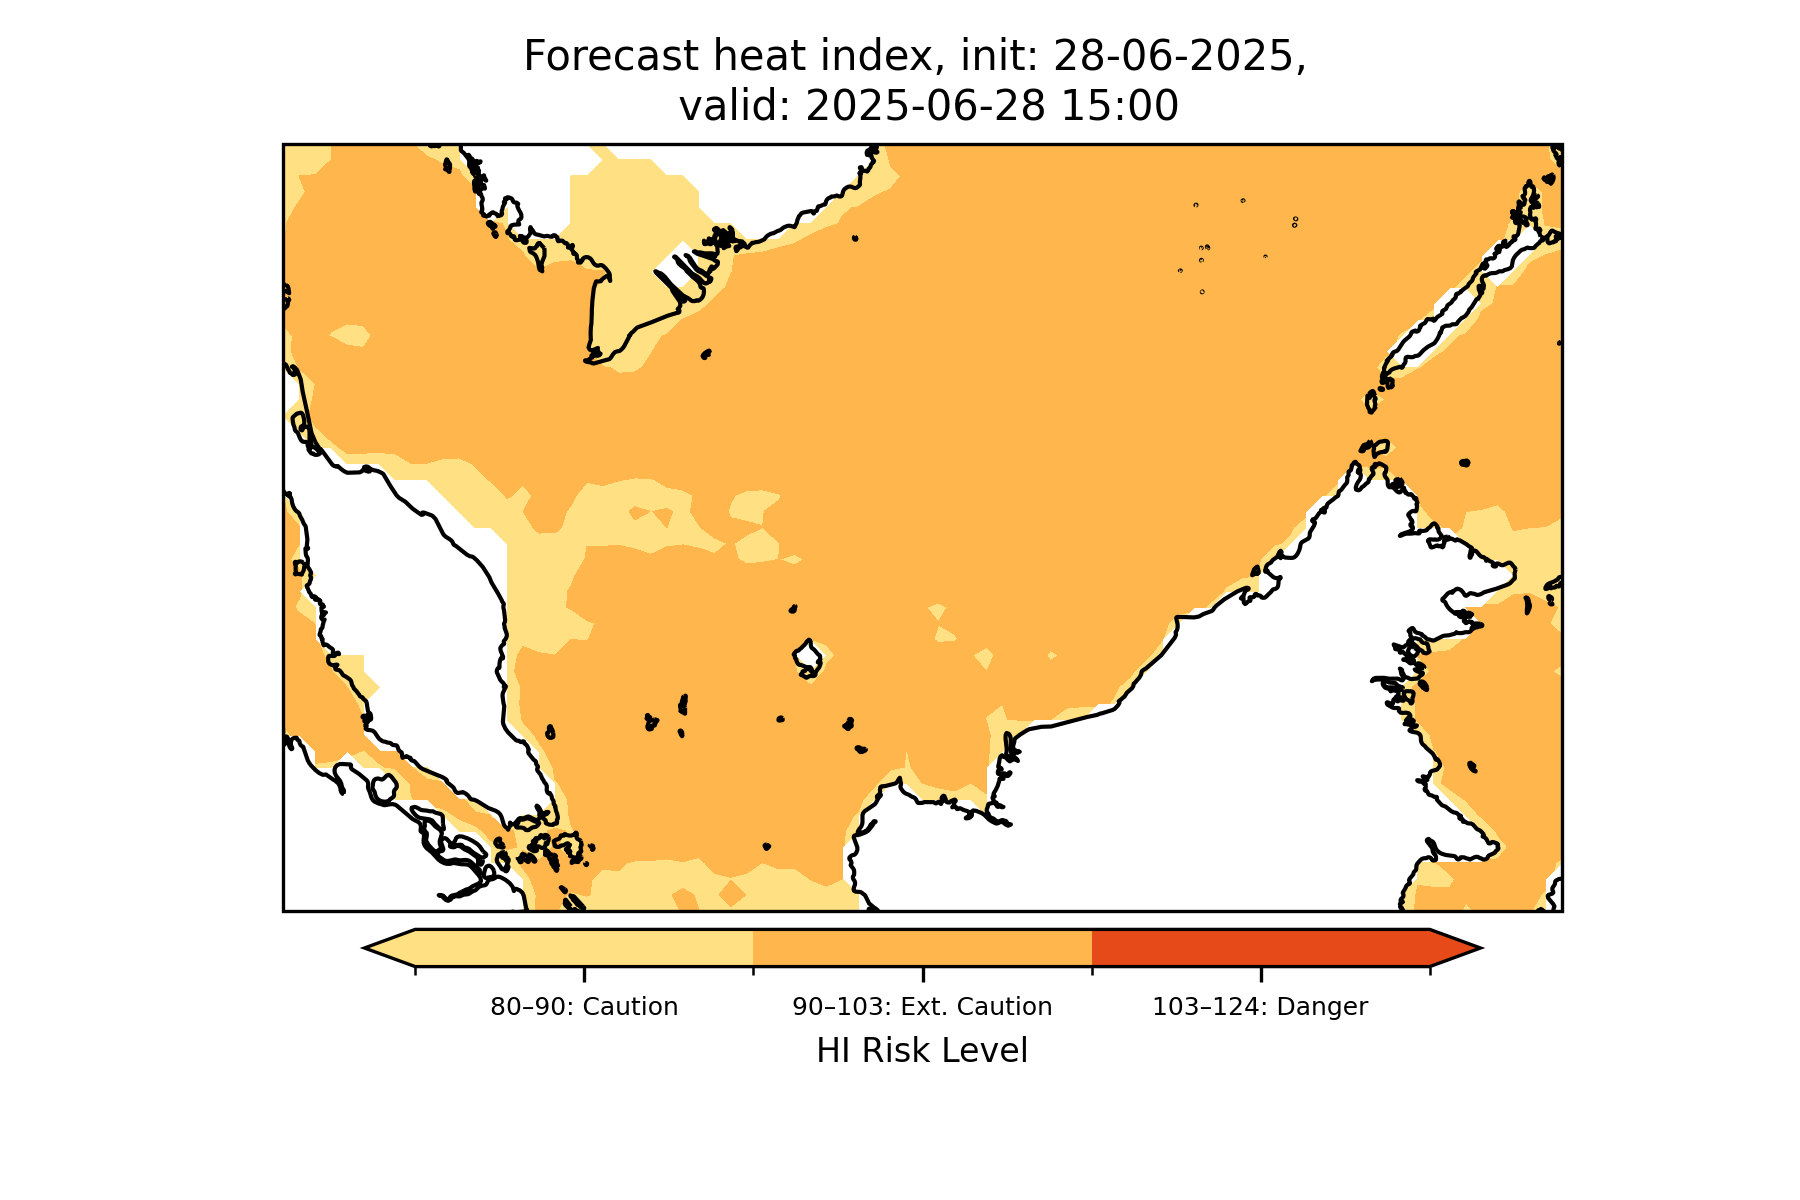 Forecast heat index, init: 28-06-2025,
valid: 2025-06-28 15:00
80–90: Caution
90–103: Ext. Caution
103–124: Danger
HI Risk Level